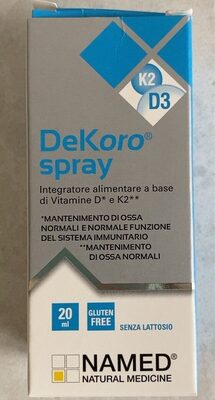 K2
D3
DeKoro®
spray
Integratore alimentare a base
di Vitamine D* e K2**
*MANTENIMENTO DI OSSA
NORMALI E NORMALE FUNZIONE
DEL SISTEMA IMMUNITARIO
**MANTENIMENTO
DI OSSA NORMALI
20
ml
GLUTEN
FREE
SENZA LATTOSIO
NAMED®
NATURAL MEDICINE